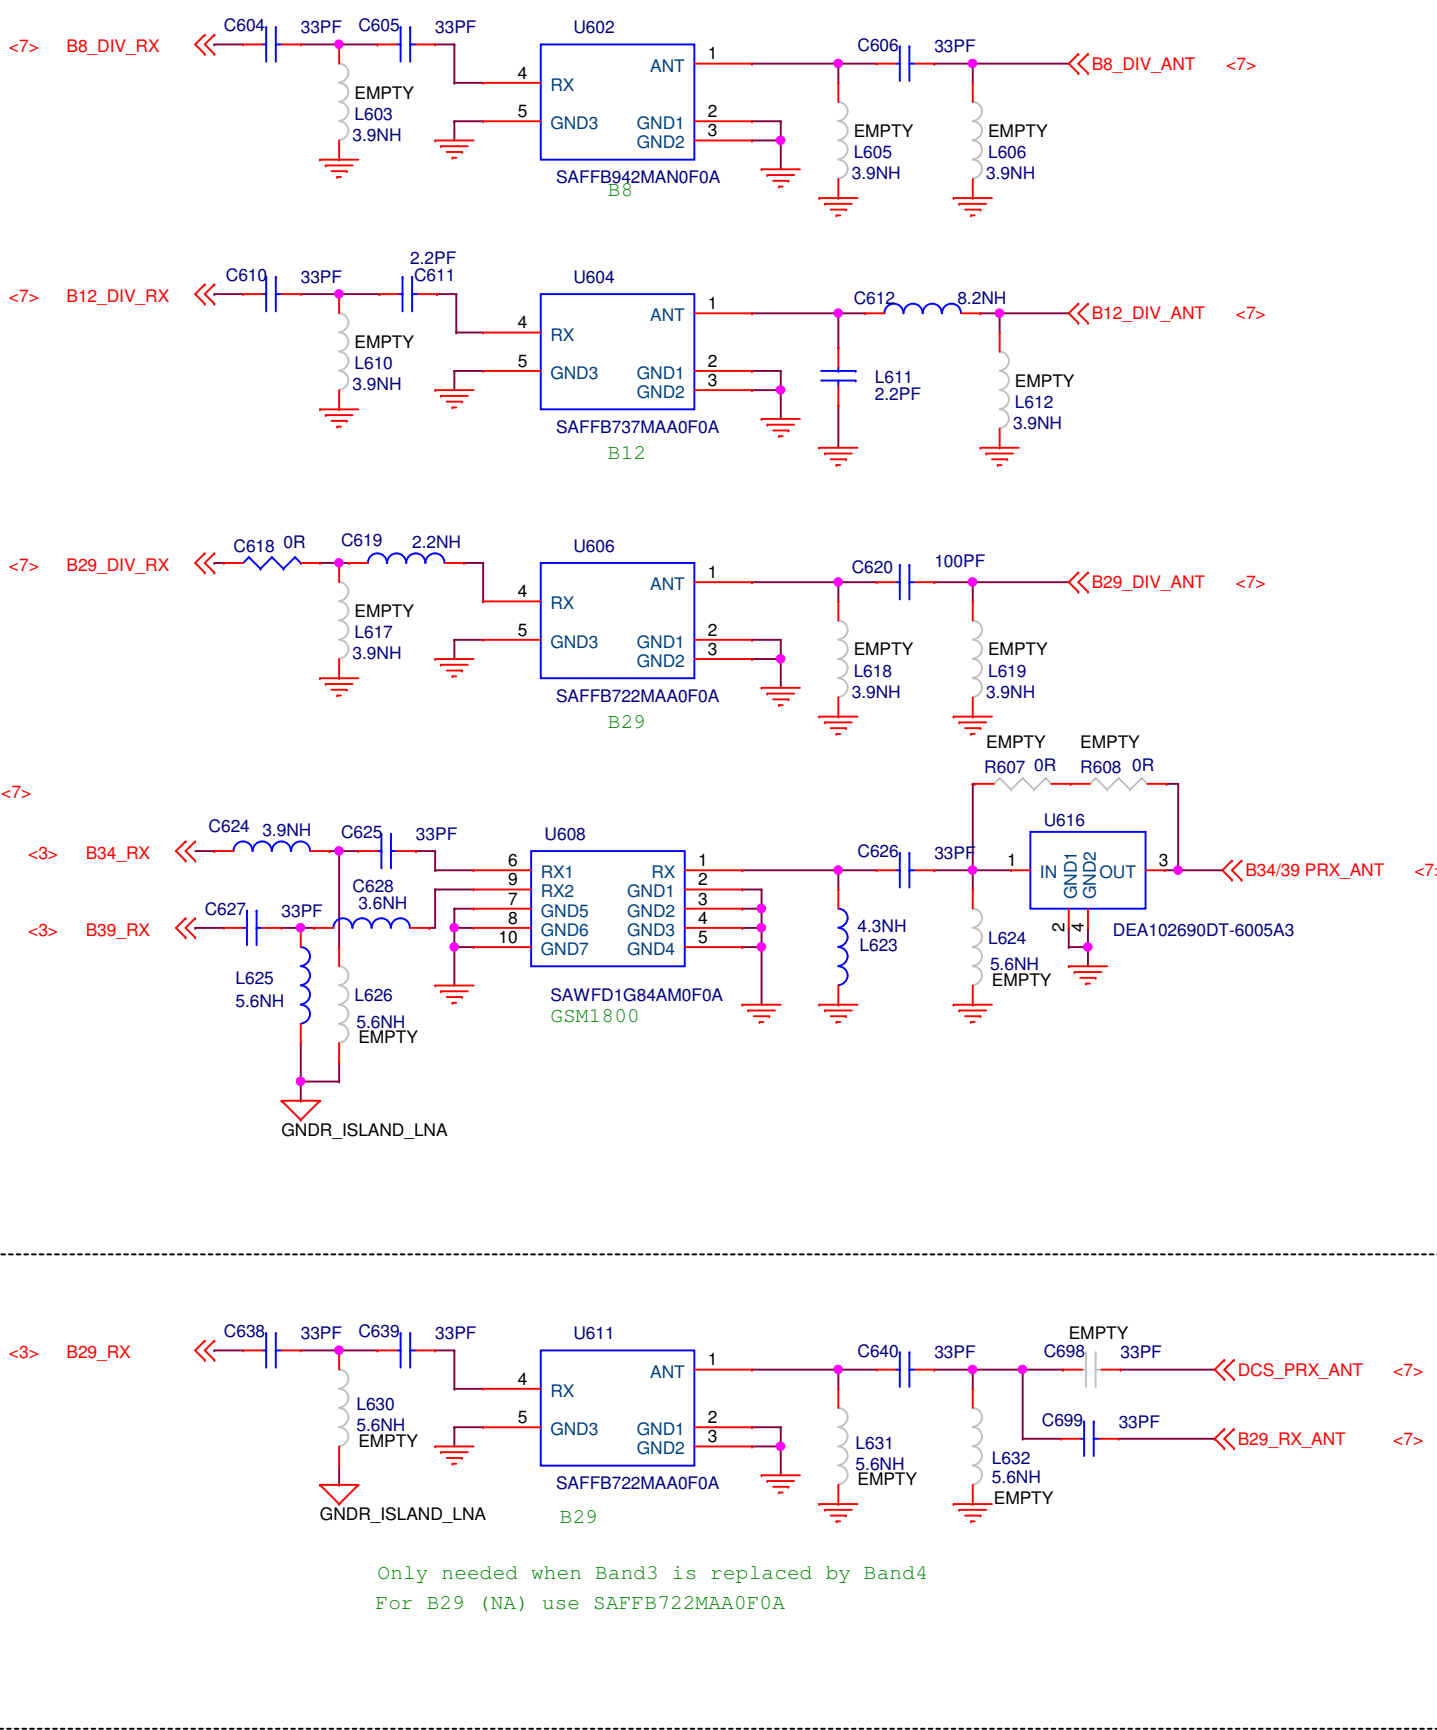 C604 33PF C605 33PF U602 C606 33PF
<7> B8_DIV_RX 4 RX ANT 1 B8_DIV_ANT <7>
EMPTY L603 3.9NH
5 GND3 GND1 2
GND2 3
EMPTY L605 3.9NH
EMPTY L606 3.9NH
SAFFB942MAN0F0A
B8
2.2PF
C610 33PF C611 U604 C612 8.2NH
<7> B12_DIV_RX 4 RX ANT 1 B12_DIV_ANT <7>
EMPTY L610 3.9NH
5 GND3 GND1 2
GND2 3
L611 2.2PF
EMPTY L612 3.9NH
SAFFB737MAA0F0A
B12
C618 0R C619 2.2NH U606 C620 100PF
<7> B29_DIV_RX 4 RX ANT 1 B29_DIV_ANT <7>
EMPTY L617 3.9NH
5 GND3 GND1 2
GND2 3
EMPTY L618 3.9NH
EMPTY L619 3.9NH
SAFFB722MAA0F0A
B29
EMPTY EMPTY
R607 0R R608 0R
<7>
C624 3.9NH C625 33PF U608 C626 33PF U616
<3> B34_RX 6 RX1 RX 1 1 IN GND1 GND2 OUT 3 B34/39 PRX_ANT <7>
9 RX2 GND1 2
C628 3.6NH
7 GND5 GND2 3
C627 33PF
<3> B39_RX 8 GND6 GND3 4
10 GND7 GND4 5
4.3NH L623
2 4
DEA102690DT-6005A3
L624 5.6NH EMPTY
L625 5.6NH
L626 5.6NH EMPTY
SAWFD1G84AM0F0A
GSM1800
GNDR_ISLAND_LNA
EMPTY
C638 33PF C639 33PF U611 C640 33PF C698 33PF
<3> B29_RX 4 RX ANT 1 DCS_PRX_ANT <7>
L630 5.6NH EMPTY
5 GND3 GND1 2
GND2 3
C699 33PF B29_RX_ANT <7>
L631 5.6NH EMPTY
L632 5.6NH EMPTY
SAFFB722MAA0F0A
GNDR_ISLAND_LNA
B29
Only needed when Band3 is replaced by Band4
For B29 (NA) use SAFFB722MAA0F0A